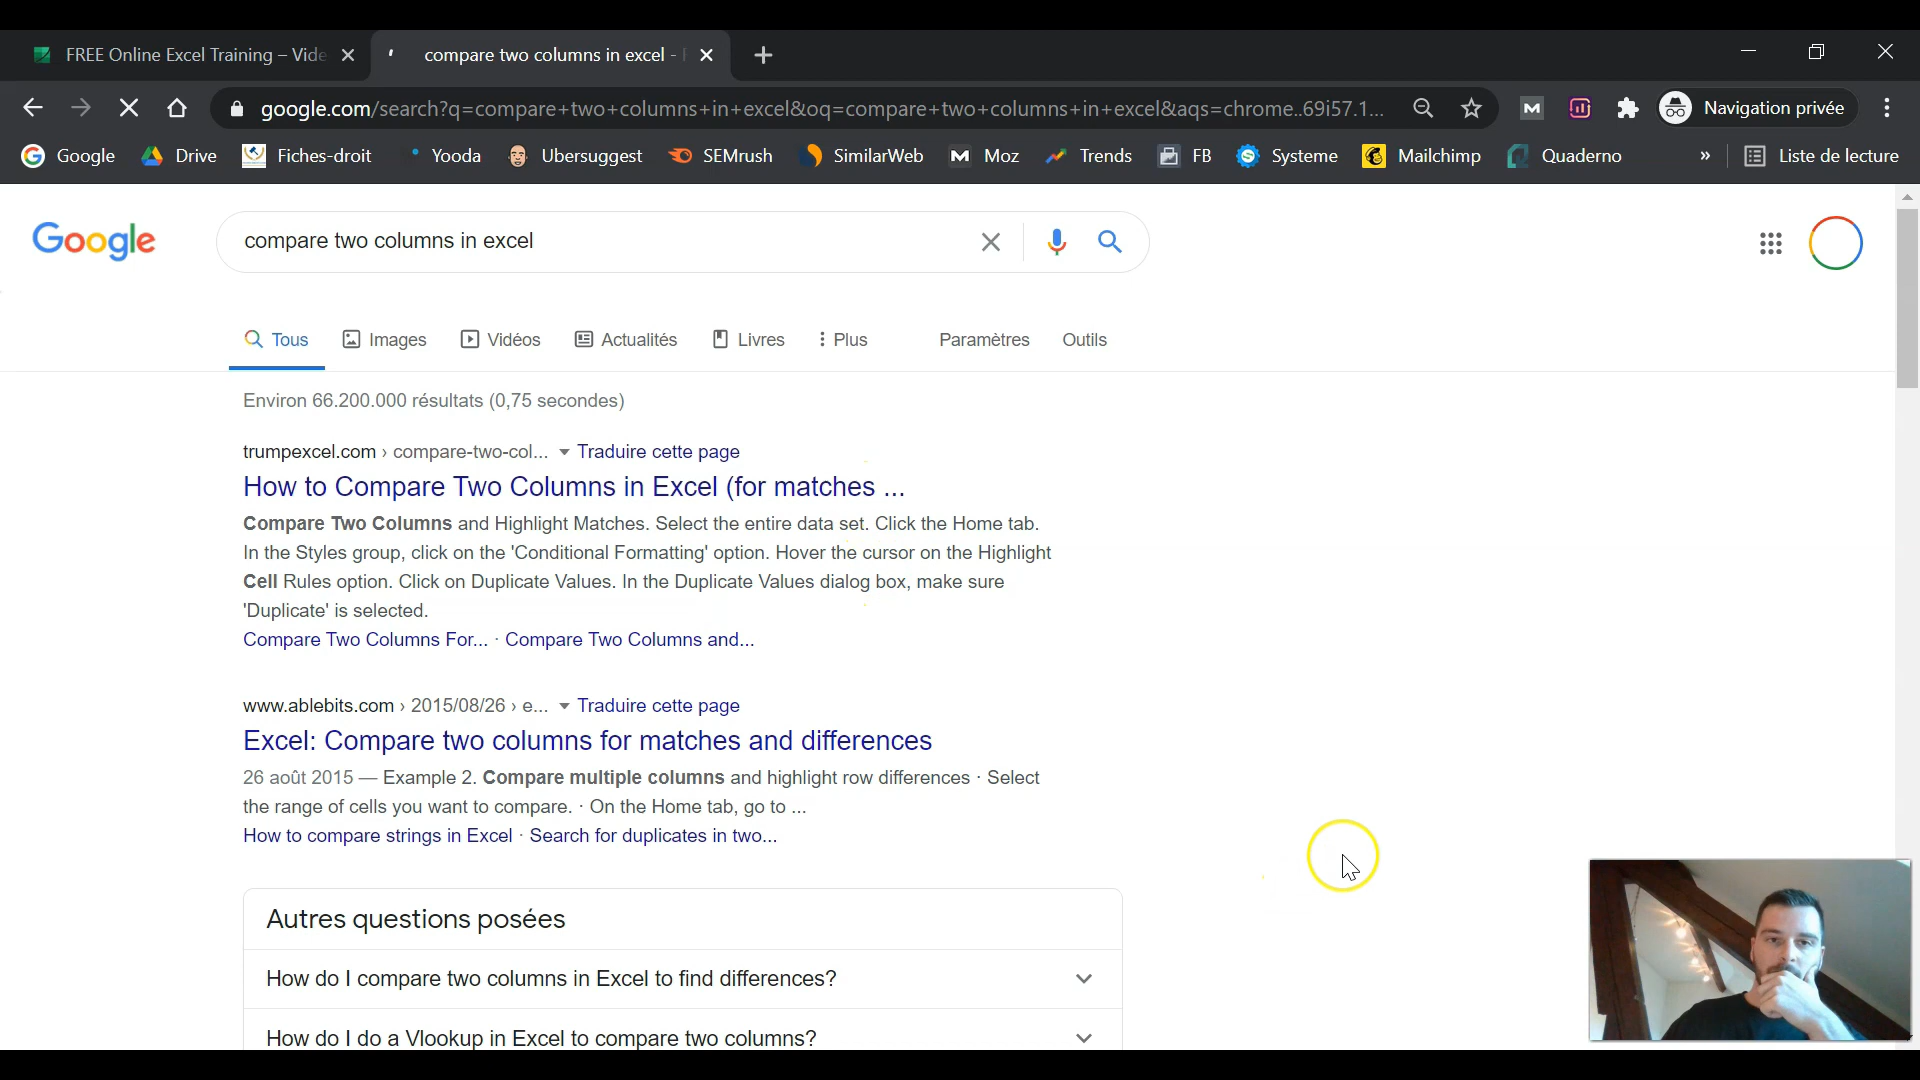 FREE Online Excel Training – Vide
compare two columns in excel -
google.com/search?q=compare+two+columns+in+excel&oq=compare+two+columns+in+excel&aqs=chrome..69i57.1... Navigation privée
Google Drive Fiches-droit Yooda Ubersuggest SEMrush SimilarWeb Moz Trends FB Systeme Mailchimp Quaderno » Liste de lecture
Google compare two columns in excel
Tous Images Vidéos Actualités Livres Plus Paramètres Outils
Environ 66.200.000 résultats (0,75 secondes)
trumpexcel.com › compare-two-col... Traduire cette page
How to Compare Two Columns in Excel (for matches ...
Compare Two Columns and Highlight Matches. Select the entire data set. Click the Home tab.
In the Styles group, click on the 'Conditional Formatting' option. Hover the cursor on the Highlight
Cell Rules option. Click on Duplicate Values. In the Duplicate Values dialog box, make sure
'Duplicate' is selected.
Compare Two Columns For... · Compare Two Columns and...
www.ablebits.com › 2015/08/26 › e... Traduire cette page
Excel: Compare two columns for matches and differences
26 août 2015 — Example 2. Compare multiple columns and highlight row differences · Select
the range of cells you want to compare. · On the Home tab, go to ...
How to compare strings in Excel · Search for duplicates in two...
Autres questions posées
How do I compare two columns in Excel to find differences?
How do I do a Vlookup in Excel to compare two columns?